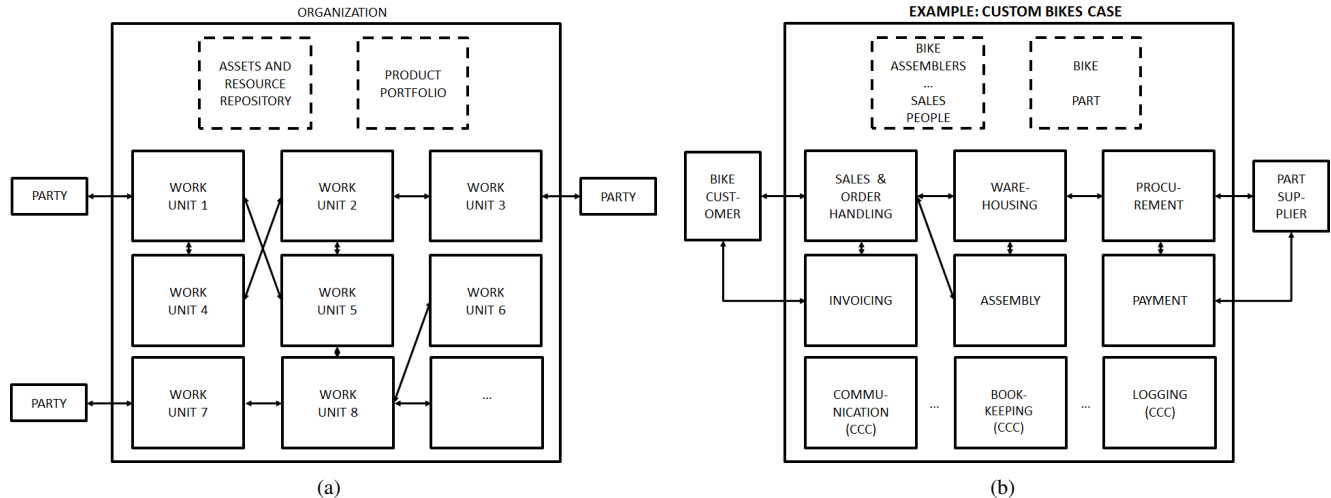 ORGANIZATION
ASSETS AND
RESOURCE
REPOSITORY
PRODUCT
PORTFOLIO
PARTY
WORK
UNIT 1
WORK
UNIT 2
WORK
UNIT 3
PARTY
WORK
UNIT 4
WORK
UNIT 5
WORK
UNIT 6
PARTY
WORK
UNIT 7
WORK
UNIT 8
...
(a)
EXAMPLE: CUSTOM BIKES CASE
BIKE
ASSEMBLERS
...
SALES
PEOPLE
BIKE
PART
BIKE
CUST-
OMER
SALES &
ORDER
HANDLING
WARE-
HOUSING
PROCU-
REMENT
PART
SUP-
PLIER
INVOICING
ASSEMBLY
PAYMENT
COMMU-
NICATION
(CCC)
...
BOOK-
KEEPING
(CCC)
...
LOGGING
(CCC)
(b)